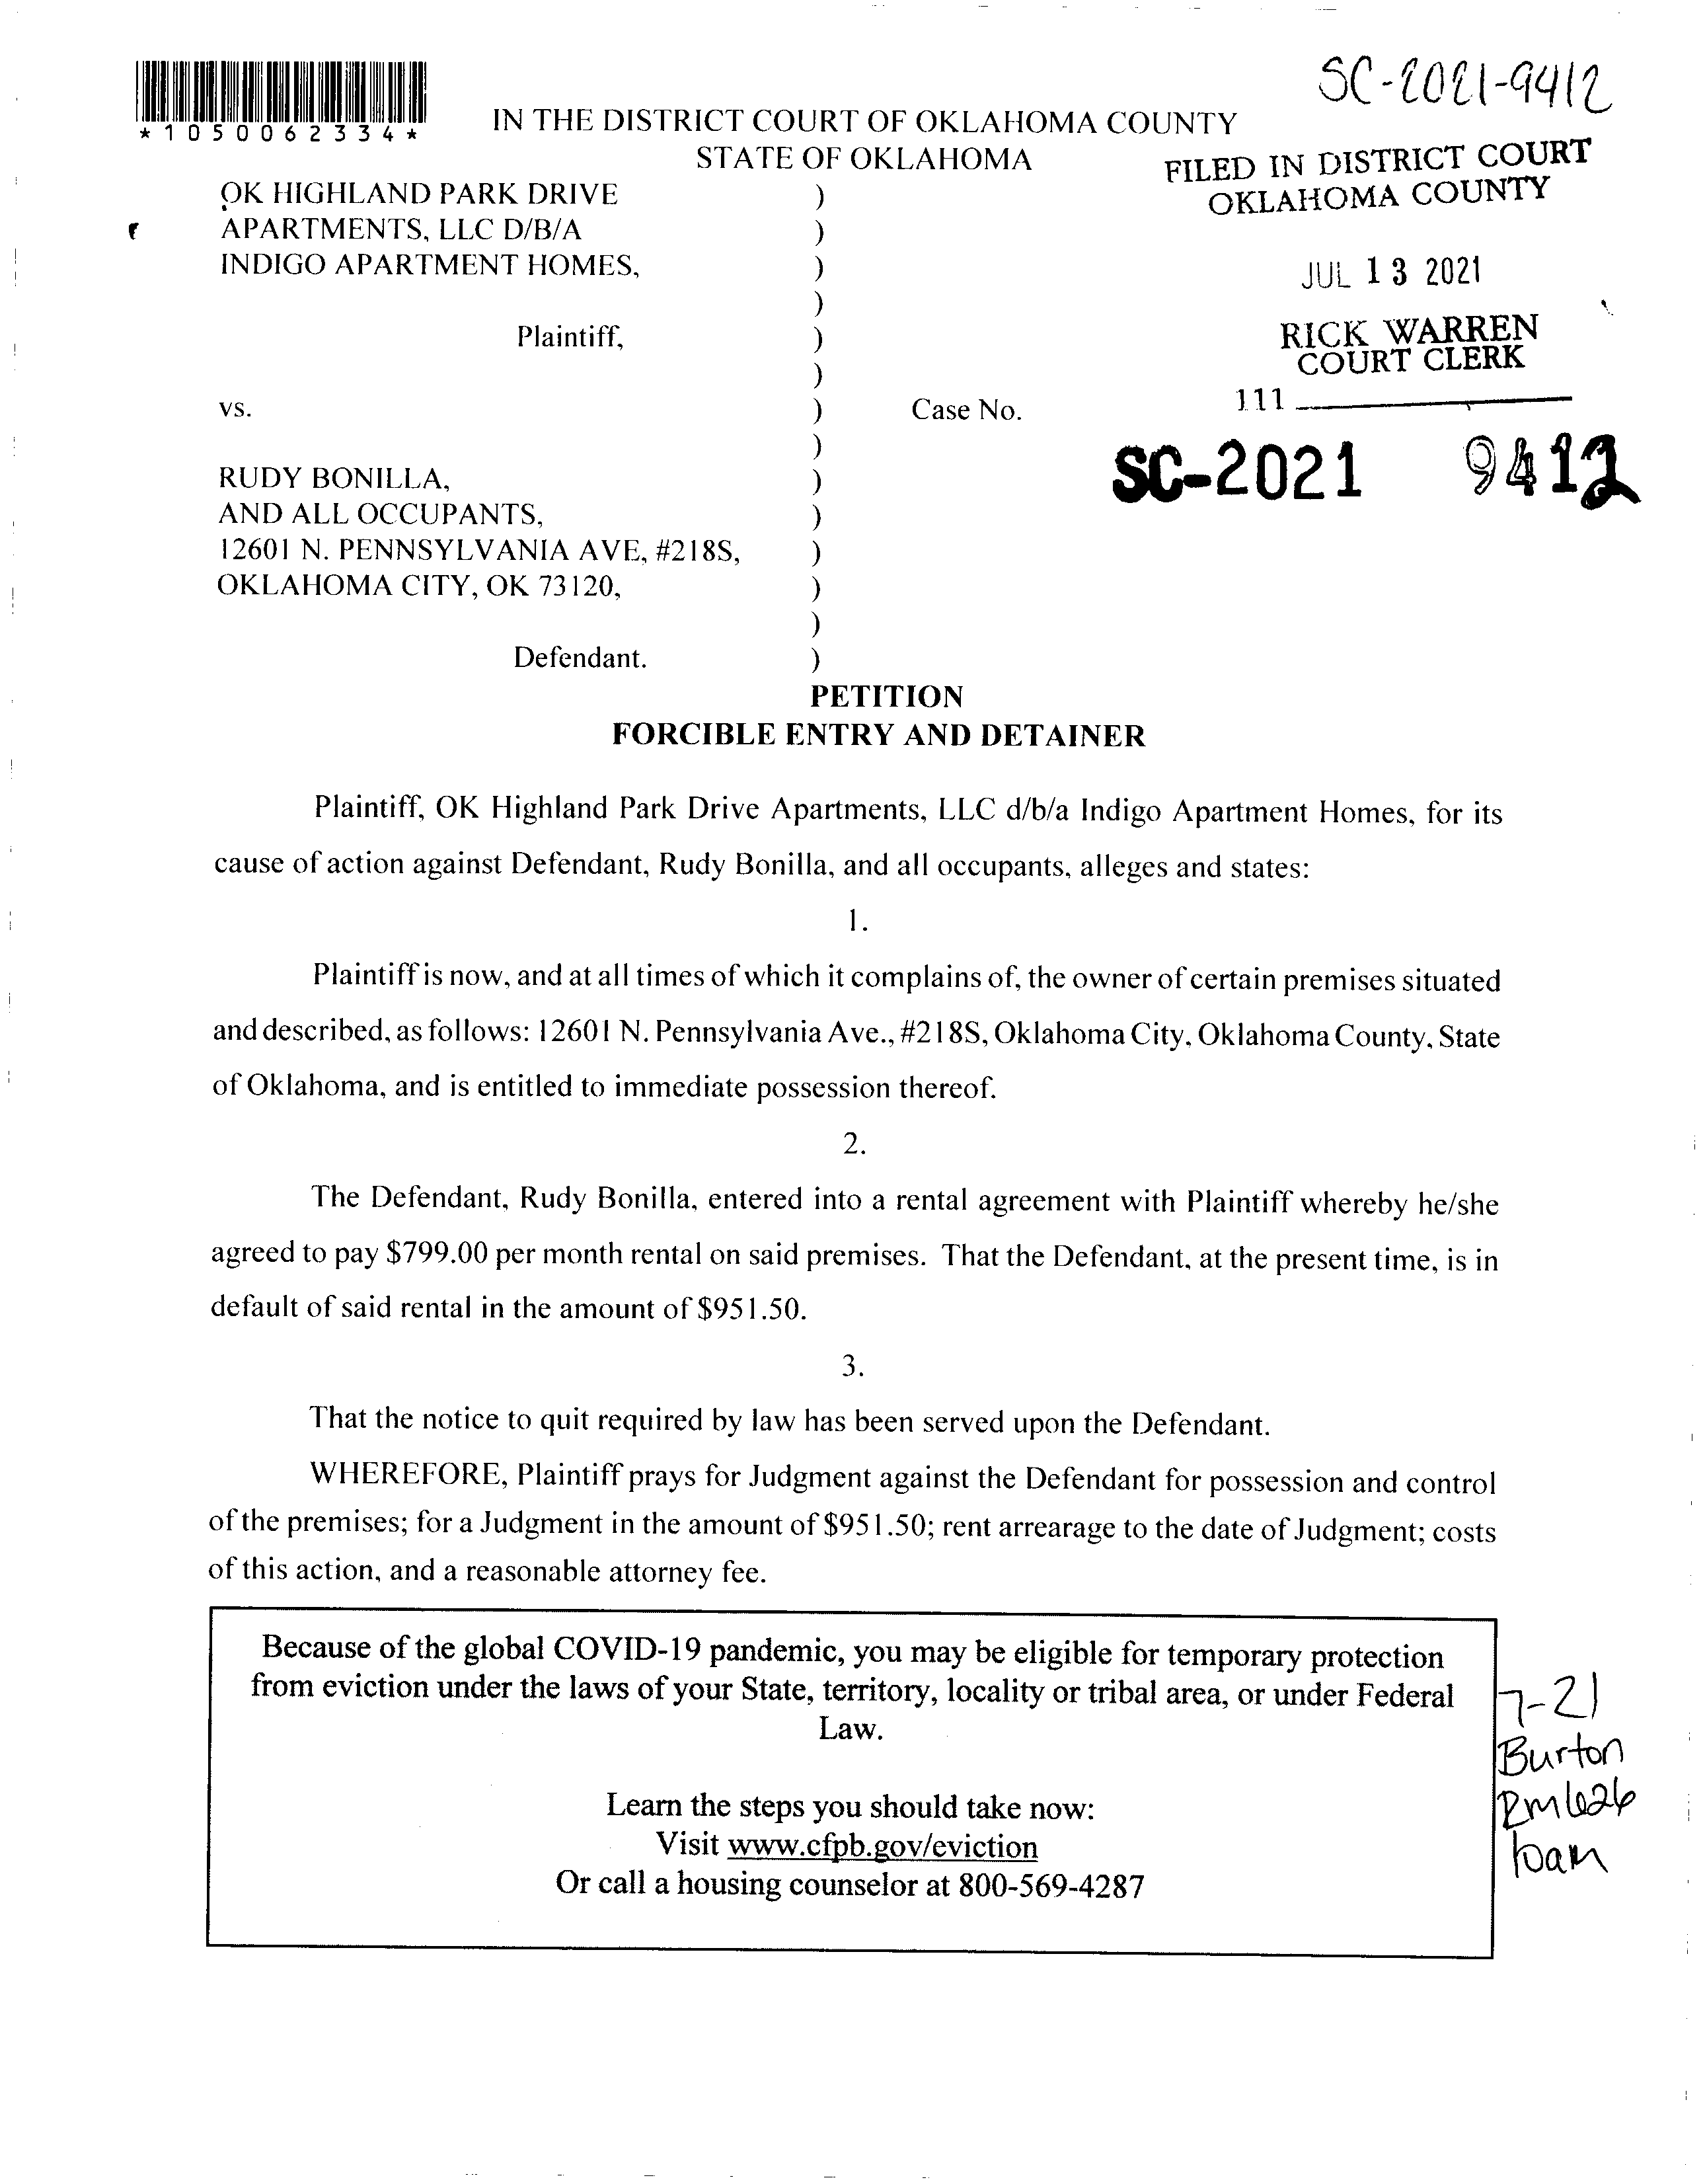 SC-2021-9412
*1050062334*
IN THE DISTRICT COURT OF OKLAHOMA COUNTY
STATE OF OKLAHOMA
FILED IN DISTRICT COURT
OKLAHOMA COUNTY
JUL 13 2021
RICK WARREN
COURT CLERK
111
OK HIGHLAND PARK DRIVE )
APARTMENTS, LLC D/B/A )
INDIGO APARTMENT HOMES, )
)
Plaintiff, )
)
vs. ) Case No.
SC-2021 9412
)
RUDY BONILLA, )
AND ALL OCCUPANTS, )
12601 N. PENNSYLVANIA AVE, #218S, )
OKLAHOMA CITY, OK 73120, )
)
Defendant. )
PETITION
FORCIBLE ENTRY AND DETAINER
Plaintiff, OK Highland Park Drive Apartments, LLC d/b/a Indigo Apartment Homes, for its
cause of action against Defendant, Rudy Bonilla, and all occupants, alleges and states:
1.
Plaintiff is now, and at all times of which it complains of, the owner of certain premises situated
and described, as follows: 12601 N. Pennsylvania Ave., #218S, Oklahoma City, Oklahoma County, State
of Oklahoma, and is entitled to immediate possession thereof.
2.
The Defendant, Rudy Bonilla, entered into a rental agreement with Plaintiff whereby he/she
agreed to pay $799.00 per month rental on said premises. That the Defendant, at the present time, is in
default of said rental in the amount of $951.50.
3.
That the notice to quit required by law has been served upon the Defendant.
WHEREFORE, Plaintiff prays for Judgment against the Defendant for possession and control
of the premises; for a Judgment in the amount of $951.50; rent arrearage to the date of Judgment; costs
of this action, and a reasonable attorney fee.
Because of the global COVID-19 pandemic, you may be eligible for temporary protection
from eviction under the laws of your State, territory, locality or tribal area, or under Federal
Law.
Learn the steps you should take now:
Visit www.cfpb.gov/eviction
Or call a housing counselor at 800-569-4287
7-21
Burton
Rm 626
10am